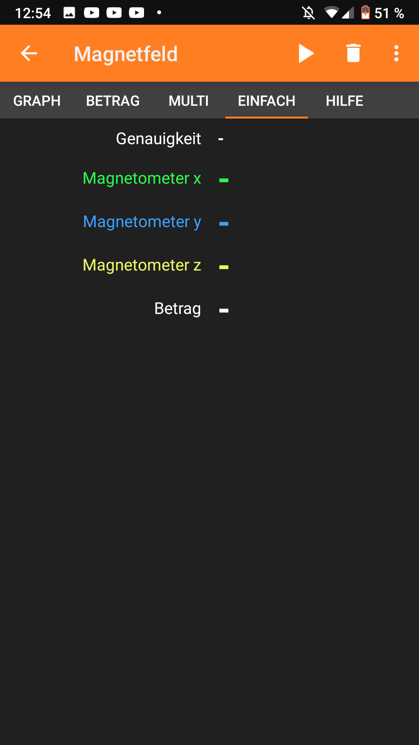 12:54 51 %
Magnetfeld
GRAPH BETRAG MULTI EINFACH HILFE
Genauigkeit -
Magnetometer x -
Magnetometer y -
Magnetometer z -
Betrag -